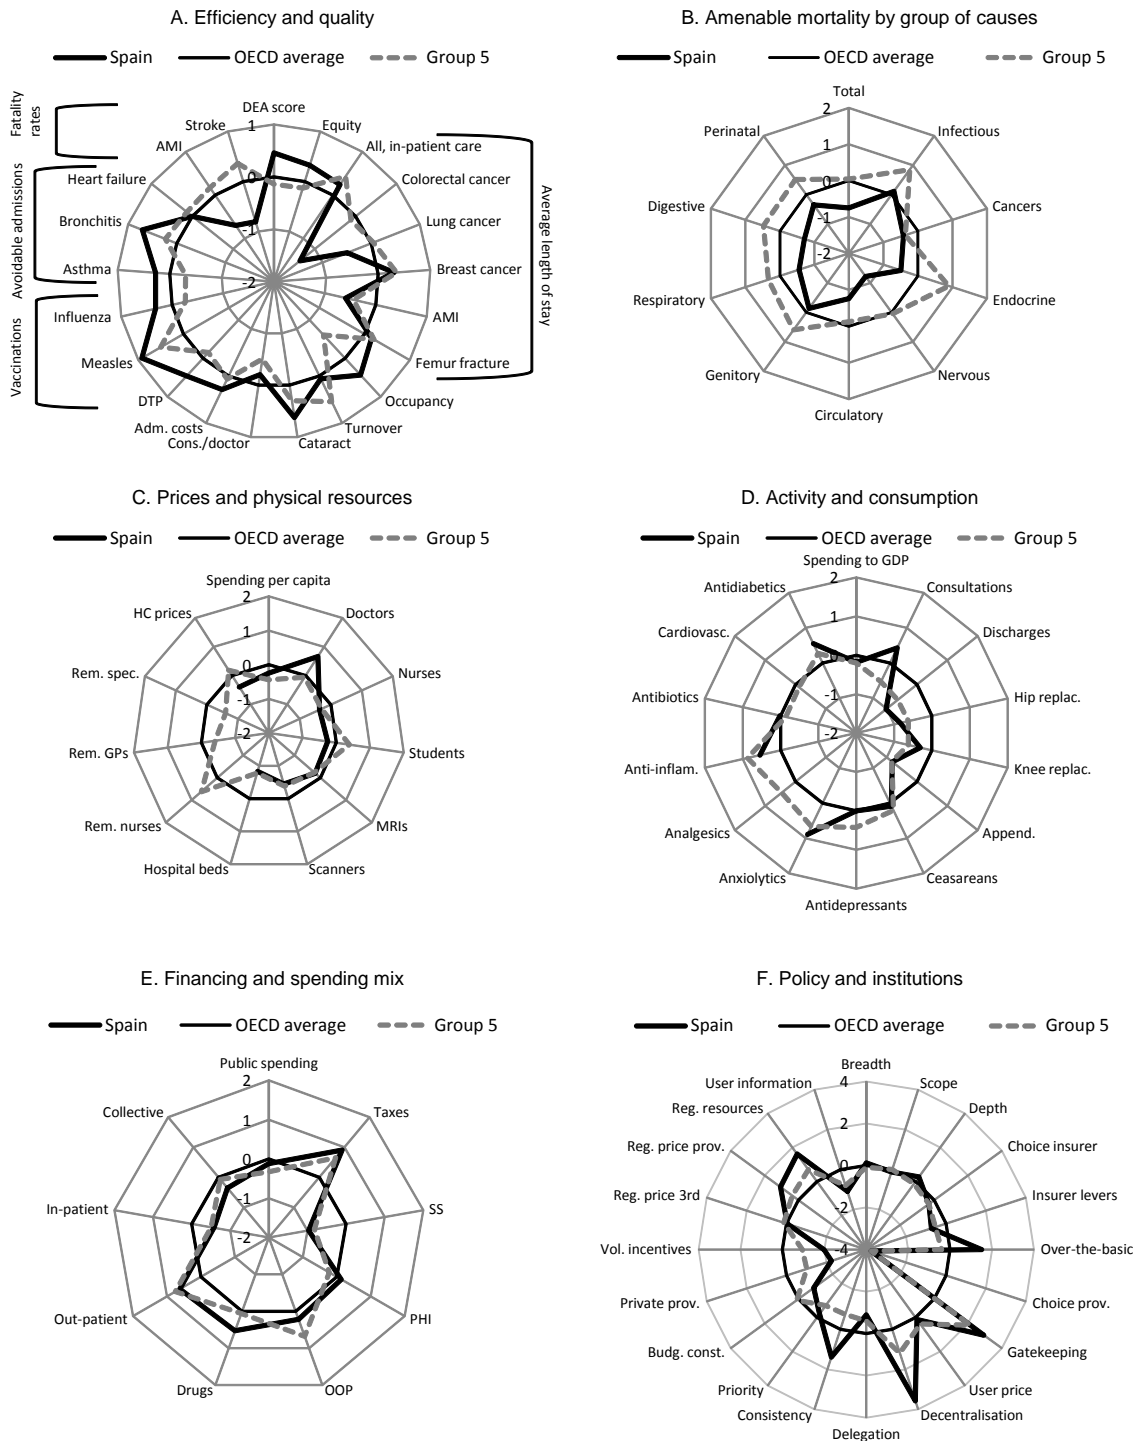 A. Efficiency and quality
Spain OECD average Group 5
Fatality
rates
Avoidable admissions
Vaccinations
Average length of stay
DEA score
Equity
All, in-patient care
Colorectal cancer
Lung cancer
Breast cancer
AMI
Femur fracture
Occupancy
Turnover
Cataract
Cons./doctor
Adm. costs
DTP
Measles
Influenza
Asthma
Bronchitis
Heart failure
AMI
Stroke
1
0
-1
-2
B. Amenable mortality by group of causes
Spain OECD average Group 5
Total
Infectious
Cancers
Endocrine
Nervous
Circulatory
Genitory
Respiratory
Digestive
Perinatal
2
1
0
-1
-2
C. Prices and physical resources
Spain OECD average Group 5
Spending per capita
Doctors
Nurses
Students
MRIs
Scanners
Hospital beds
Rem. nurses
Rem. GPs
Rem. spec.
HC prices
2
1
0
-1
-2
D. Activity and consumption
Spain OECD average Group 5
Spending to GDP
Consultations
Discharges
Hip replac.
Knee replac.
Append.
Ceasareans
Antidepressants
Anxiolytics
Analgesics
Anti-inflam.
Antibiotics
Cardiovasc.
Antidiabetics
2
1
0
-1
-2
E. Financing and spending mix
Spain OECD average Group 5
Public spending
Taxes
SS
PHI
OOP
Drugs
Out-patient
In-patient
Collective
2
1
0
-1
-2
F. Policy and institutions
Spain OECD average Group 5
Breadth
Scope
Depth
Choice insurer
Insurer levers
Over-the-basic
Choice prov.
Gatekeeping
User price
Decentralisation
Delegation
Consistency
Priority
Budg. const.
Private prov.
Vol. incentives
Reg. price 3rd
Reg. price prov.
Reg. resources
User information
4
2
0
-2
-4